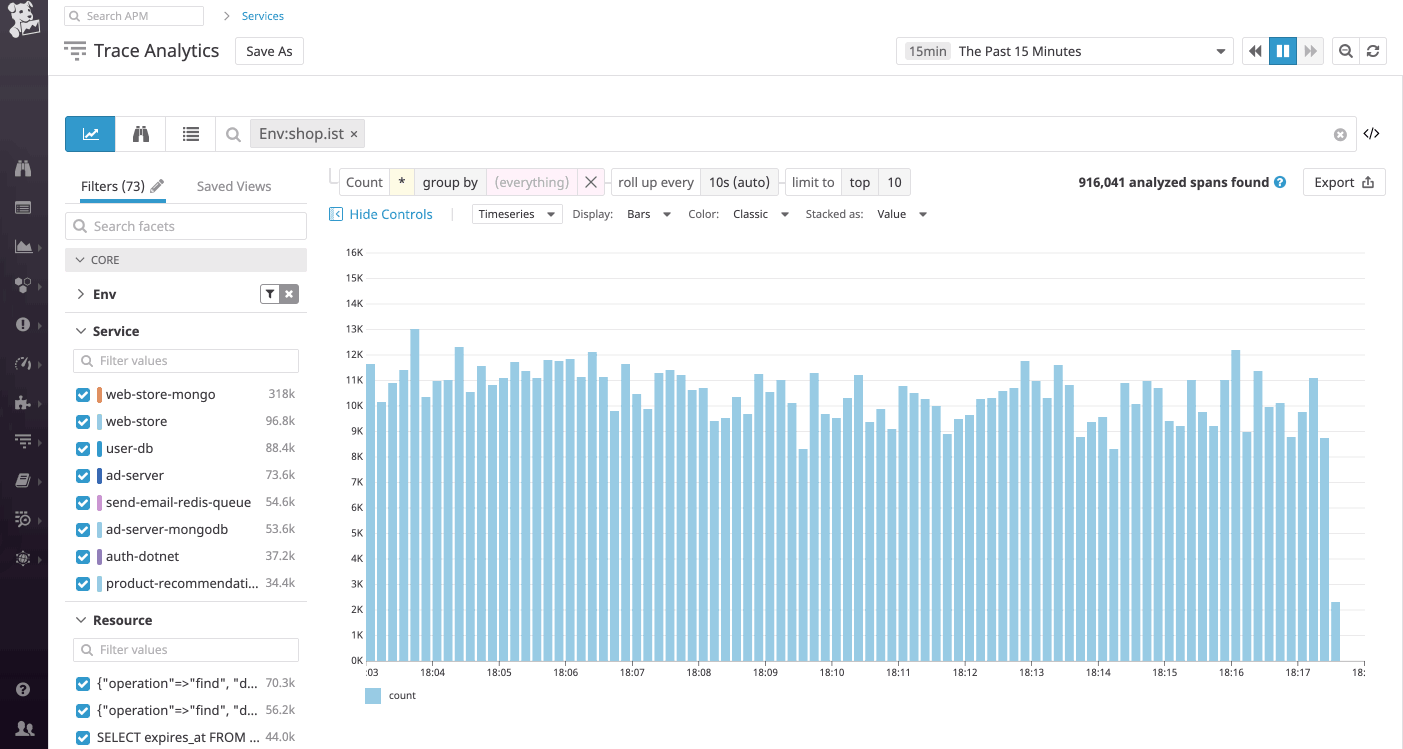 Search APM
Services
Trace Analytics
Save As
15min The Past 15 Minutes
Env:shop.ist ×
</>
Filters (73)
Saved Views
Count * group by (everything) roll up every 10s (auto) limit to top 10
916,041 analyzed spans found ?
Export
Hide Controls
Timeseries
Display: Bars
Color: Classic
Stacked as: Value
Search facets
CORE
Env
Service
Filter values
web-store-mongo 318k
web-store 96.8k
user-db 88.4k
ad-server 73.6k
send-email-redis-queue 54.6k
ad-server-mongodb 53.6k
auth-dotnet 37.2k
product-recommendati... 34.4k
Resource
Filter values
{"operation"=>"find", "d... 70.3k
{"operation"=>"find", "d... 56.2k
SELECT expires_at FROM ... 44.0k
16K
15K
14K
13K
12K
11K
10K
9K
8K
7K
6K
5K
4K
3K
2K
1K
0K
:03 18:04 18:05 18:06 18:07 18:08 18:09 18:10 18:11 18:12 18:13 18:14 18:15 18:16 18:17 18:
count